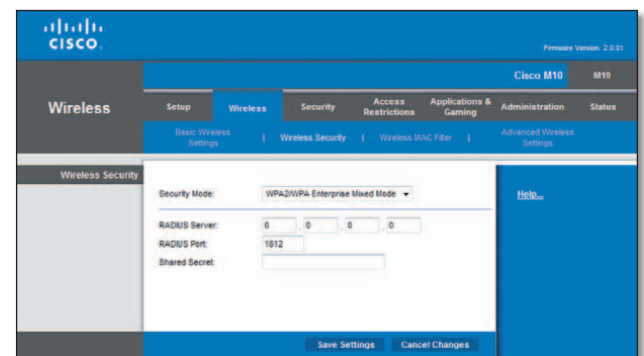 CISCO
Firmware Version: 2.0.01
Cisco M10 M10
Wireless
Setup Wireless Security Access Restrictions Applications & Gaming Administration Status
Basic Wireless Settings | Wireless Security | Wireless MAC Filter | Advanced Wireless Settings
Wireless Security
Security Mode: WPA2/WPA Enterprise Mixed Mode
Help...
RADIUS Server: 0 . 0 . 0 . 0
RADIUS Port: 1812
Shared Secret:
Save Settings Cancel Changes